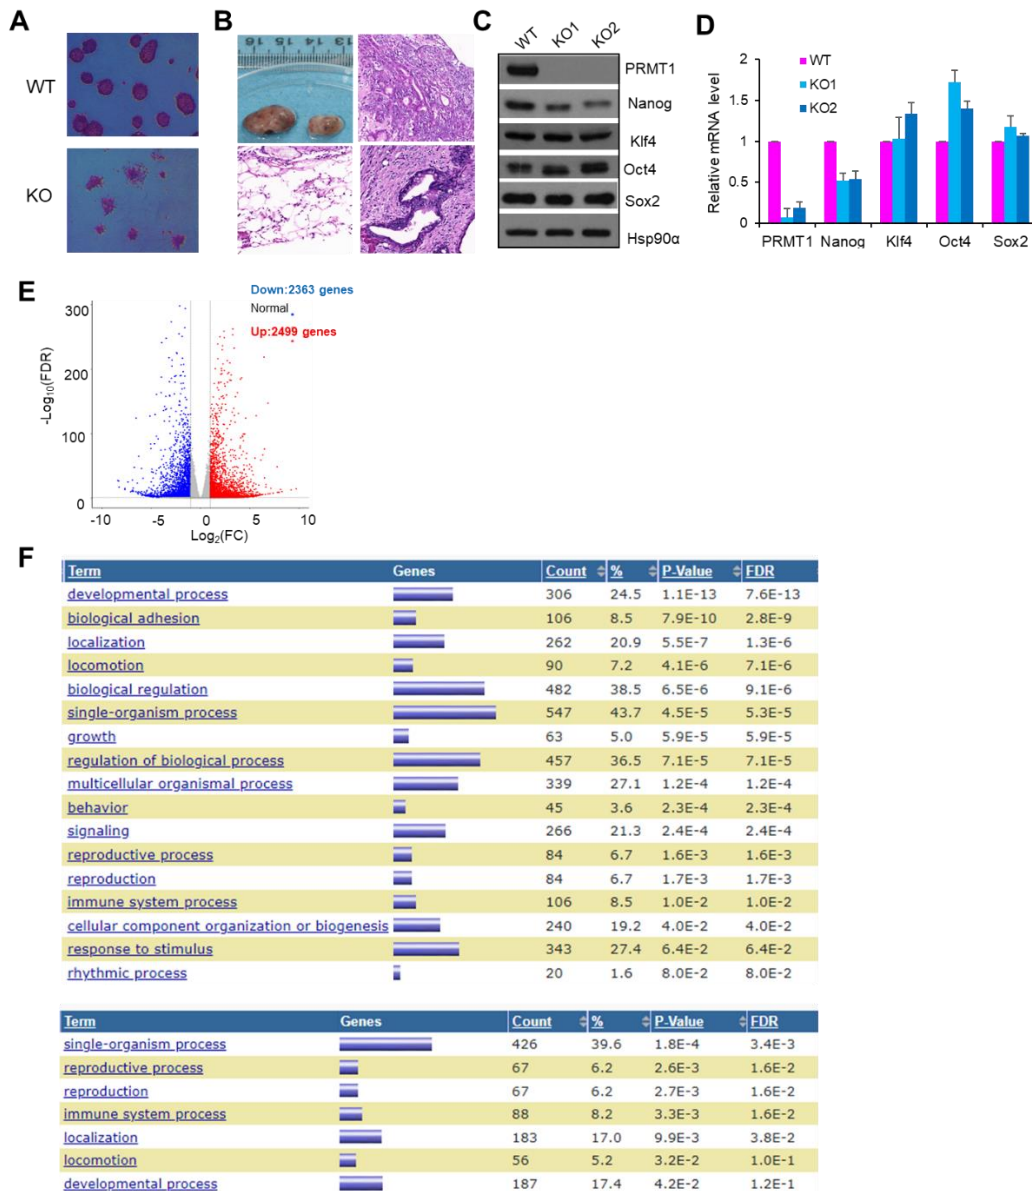 A
B
C
D
WT
KO
16 15 14 13
WT KO1 KO2
PRMT1
Nanog
Klf4
Oct4
Sox2
Hsp90α
Relative mRNA level
2
1.5
1
0.5
0
WT
KO1
KO2
PRMT1 Nanog Klf4 Oct4 Sox2
E
Down:2363 genes
Normal
Up:2499 genes
-Log10(FDR)
300
200
100
0
-10 -5 0 5 10
Log2(FC)
F
Term Genes Count % P-Value FDR
developmental process 306 24.5 1.1E-13 7.6E-13
biological adhesion 106 8.5 7.9E-10 2.8E-9
localization 262 20.9 5.5E-7 1.3E-6
locomotion 90 7.2 4.1E-6 7.1E-6
biological regulation 482 38.5 6.5E-6 9.1E-6
single-organism process 547 43.7 4.5E-5 5.3E-5
growth 63 5.0 5.9E-5 5.9E-5
regulation of biological process 457 36.5 7.1E-5 7.1E-5
multicellular organismal process 339 27.1 1.2E-4 1.2E-4
behavior 45 3.6 2.3E-4 2.3E-4
signaling 266 21.3 2.4E-4 2.4E-4
reproductive process 84 6.7 1.6E-3 1.6E-3
reproduction 84 6.7 1.7E-3 1.7E-3
immune system process 106 8.5 1.0E-2 1.0E-2
cellular component organization or biogenesis 240 19.2 4.0E-2 4.0E-2
response to stimulus 343 27.4 6.4E-2 6.4E-2
rhythmic process 20 1.6 8.0E-2 8.0E-2
Term Genes Count % P-Value FDR
single-organism process 426 39.6 1.8E-4 3.4E-3
reproductive process 67 6.2 2.6E-3 1.6E-2
reproduction 67 6.2 2.7E-3 1.6E-2
immune system process 88 8.2 3.3E-3 1.6E-2
localization 183 17.0 9.9E-3 3.8E-2
locomotion 56 5.2 3.2E-2 1.0E-1
developmental process 187 17.4 4.2E-2 1.2E-1